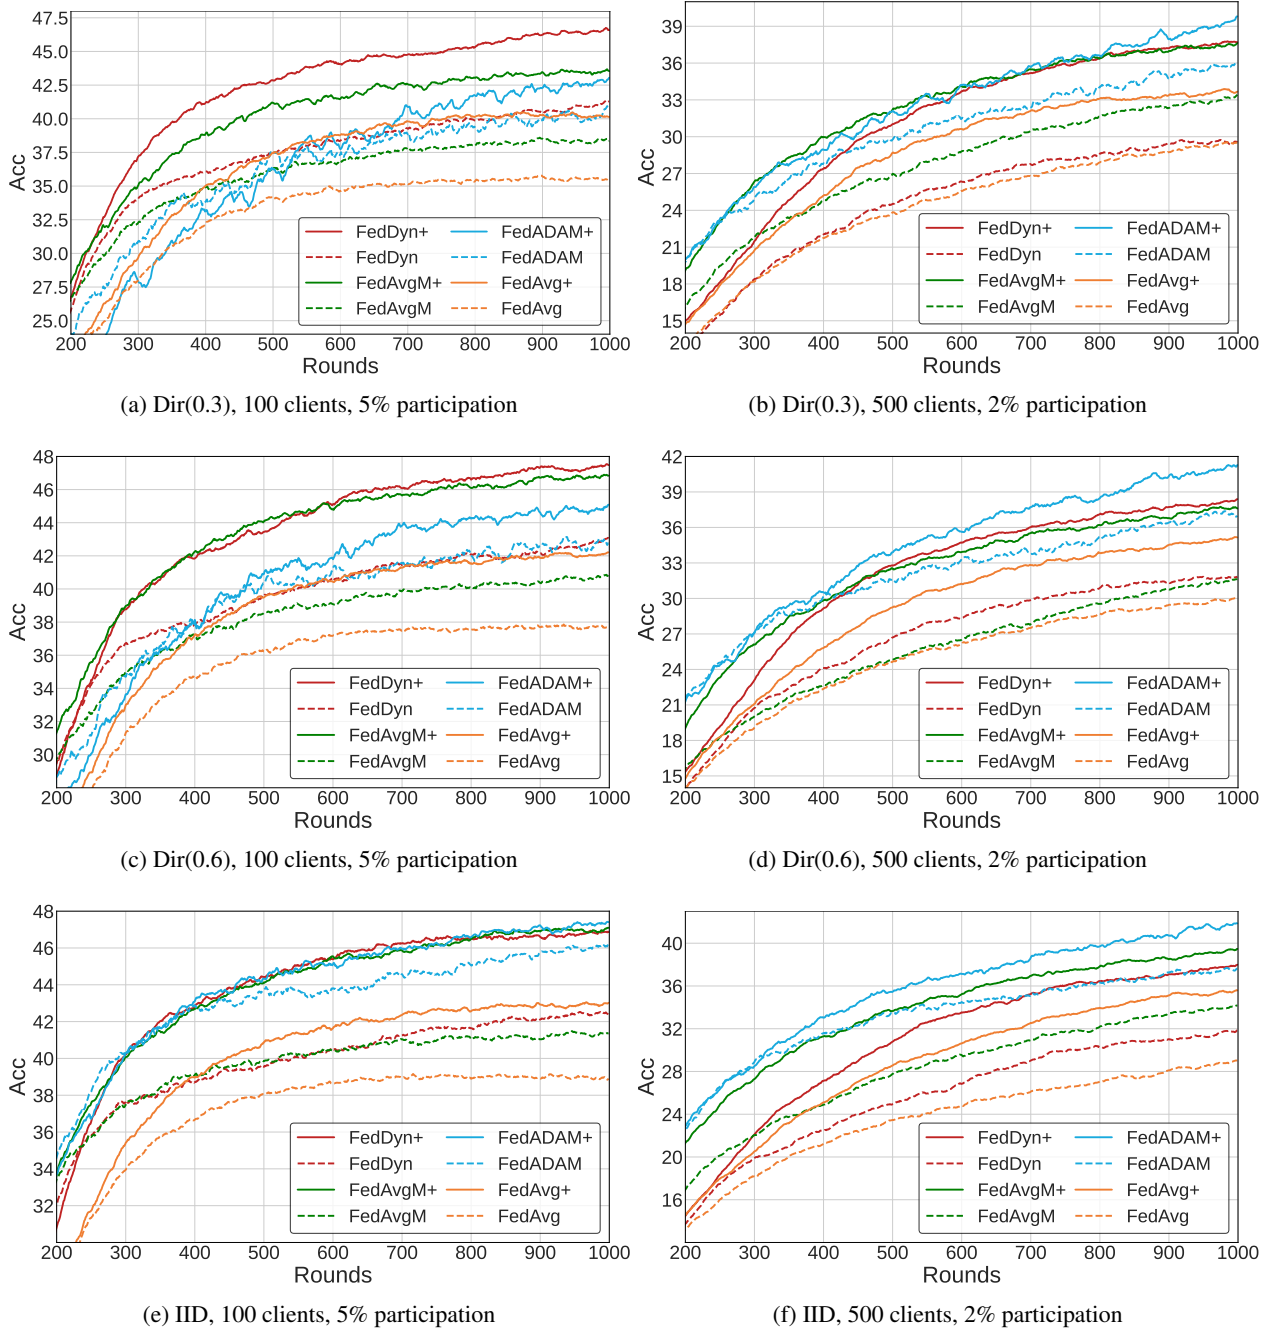 47.5
45.0
42.5
40.0
37.5
35.0
32.5
30.0
27.5
25.0
Acc
200 300 400 500 600 700 800 900 1000
Rounds
FedDyn+ FedADAM+
FedDyn FedADAM
FedAvgM+ FedAvg+
FedAvgM FedAvg
(a) Dir(0.3), 100 clients, 5% participation
39
36
33
30
27
24
21
18
15
Acc
200 300 400 500 600 700 800 900 1000
Rounds
FedDyn+ FedADAM+
FedDyn FedADAM
FedAvgM+ FedAvg+
FedAvgM FedAvg
(b) Dir(0.3), 500 clients, 2% participation
48
46
44
42
40
38
36
34
32
30
Acc
200 300 400 500 600 700 800 900 1000
Rounds
FedDyn+ FedADAM+
FedDyn FedADAM
FedAvgM+ FedAvg+
FedAvgM FedAvg
(c) Dir(0.6), 100 clients, 5% participation
42
39
36
33
30
27
24
21
18
15
Acc
200 300 400 500 600 700 800 900 1000
Rounds
FedDyn+ FedADAM+
FedDyn FedADAM
FedAvgM+ FedAvg+
FedAvgM FedAvg
(d) Dir(0.6), 500 clients, 2% participation
48
46
44
42
40
38
36
34
32
Acc
200 300 400 500 600 700 800 900 1000
Rounds
FedDyn+ FedADAM+
FedDyn FedADAM
FedAvgM+ FedAvg+
FedAvgM FedAvg
(e) IID, 100 clients, 5% participation
40
36
32
28
24
20
16
Acc
200 300 400 500 600 700 800 900 1000
Rounds
FedDyn+ FedADAM+
FedDyn FedADAM
FedAvgM+ FedAvg+
FedAvgM FedAvg
(f) IID, 500 clients, 2% participation